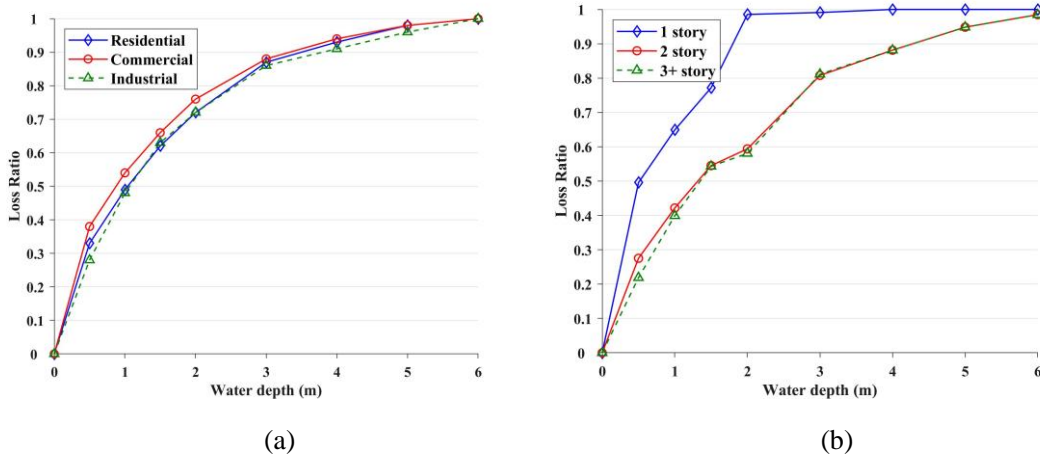 1
0.9
0.8
0.7
0.6
0.5
0.4
0.3
0.2
0.1
0
Loss Ratio
Residential
Commercial
Industrial
0 1 2 3 4 5 6
Water depth (m)
(a)
1
0.9
0.8
0.7
0.6
0.5
0.4
0.3
0.2
0.1
0
Loss Ratio
1 story
2 story
3+ story
0 1 2 3 4 5 6
Water depth (m)
(b)